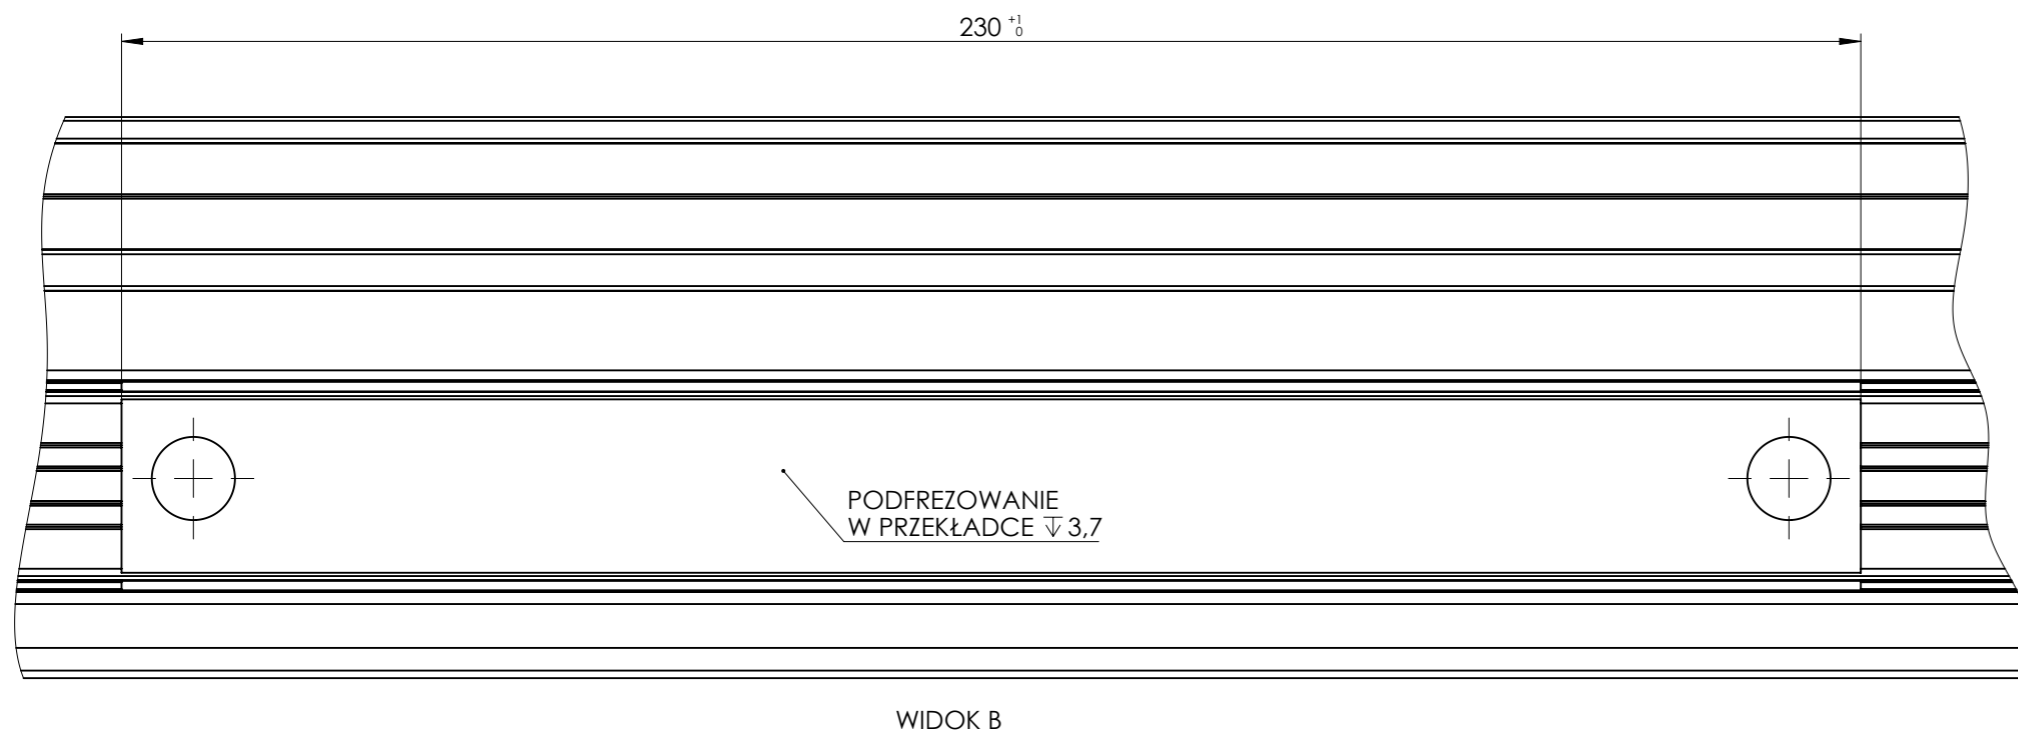 230 +1 0
PODFREZOWANIE
W PRZEKŁADCE ↧ 3,7
WIDOK B